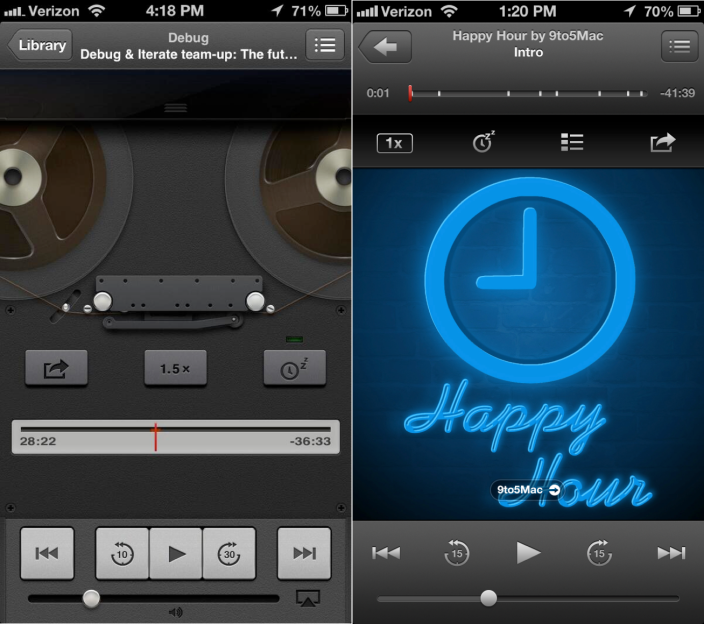 Verizon 4:18 PM 71%
Library
Debug
Debug & Iterate team-up: The fut...
1.5×
28:22 -36:33
10 30
Verizon 1:20 PM 70%
Happy Hour by 9to5Mac
Intro
0:01 -41:39
1x
Happy
9to5Mac
Hour
15 15